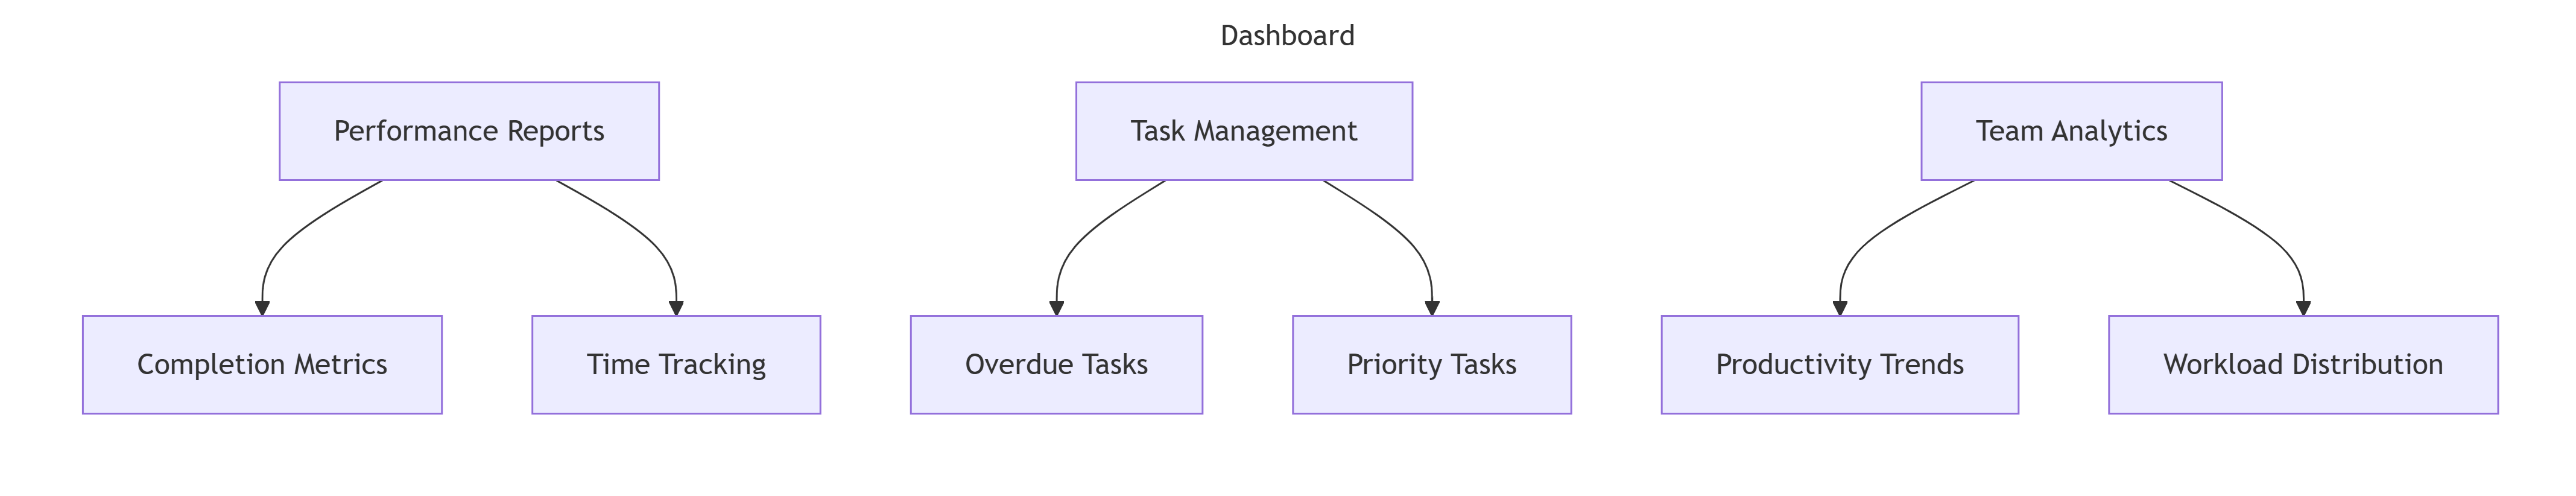 Dashboard
Performance Reports
Task Management
Team Analytics
Completion Metrics
Time Tracking
Overdue Tasks
Priority Tasks
Productivity Trends
Workload Distribution